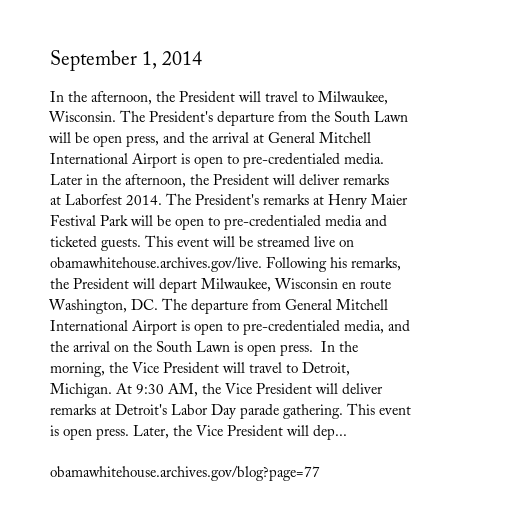 September 1, 2014
In the afternoon, the President will travel to Milwaukee,
Wisconsin. The President's departure from the South Lawn
will be open press, and the arrival at General Mitchell
International Airport is open to pre-credentialed media.
Later in the afternoon, the President will deliver remarks
at Laborfest 2014. The President's remarks at Henry Maier
Festival Park will be open to pre-credentialed media and
ticketed guests. This event will be streamed live on
obamawhitehouse.archives.gov/live. Following his remarks,
the President will depart Milwaukee, Wisconsin en route
Washington, DC. The departure from General Mitchell
International Airport is open to pre-credentialed media, and
the arrival on the South Lawn is open press.  In the
morning, the Vice President will travel to Detroit,
Michigan. At 9:30 AM, the Vice President will deliver
remarks at Detroit's Labor Day parade gathering. This event
is open press. Later, the Vice President will dep...
obamawhitehouse.archives.gov/blog?page=77